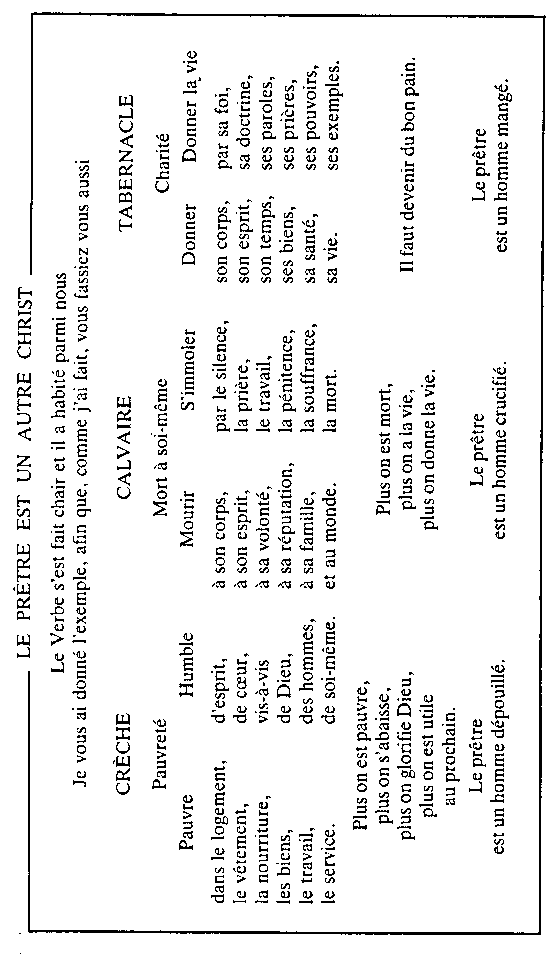 LE PRÊTRE EST UN AUTRE CHRIST
Le Verbe s'est fait chair et il a habité parmi nous
Je vous ai donné l'exemple, afin que, comme j'ai fait, vous fassiez vous aussi
CRÈCHE
Pauvreté
Pauvre
dans le logement,
le vêtement,
la nourriture,
les biens,
le travail,
le service.
Humble
d'esprit,
de cœur,
vis-à-vis
de Dieu,
des hommes,
de soi-même.
Plus on est pauvre,
plus on s'abaisse,
plus on glorifie Dieu,
plus on est utile
au prochain.
Le prêtre
est un homme dépouillé.
CALVAIRE
Mort à soi-même
Mourir
à son corps,
à son esprit,
à sa volonté,
à sa réputation,
à sa famille,
et au monde.
S'immoler
par le silence,
la prière,
le travail,
la pénitence,
la souffrance,
la mort.
Plus on est mort,
plus on a la vie,
plus on donne la vie.
Le prêtre
est un homme crucifié.
TABERNACLE
Charité
Donner
son corps,
son esprit,
son temps,
ses biens,
sa santé,
sa vie.
Donner la vie
par sa foi,
sa doctrine,
ses paroles,
ses prières,
ses pouvoirs,
ses exemples.
Il faut devenir du bon pain.
Le prêtre
est un homme mangé.